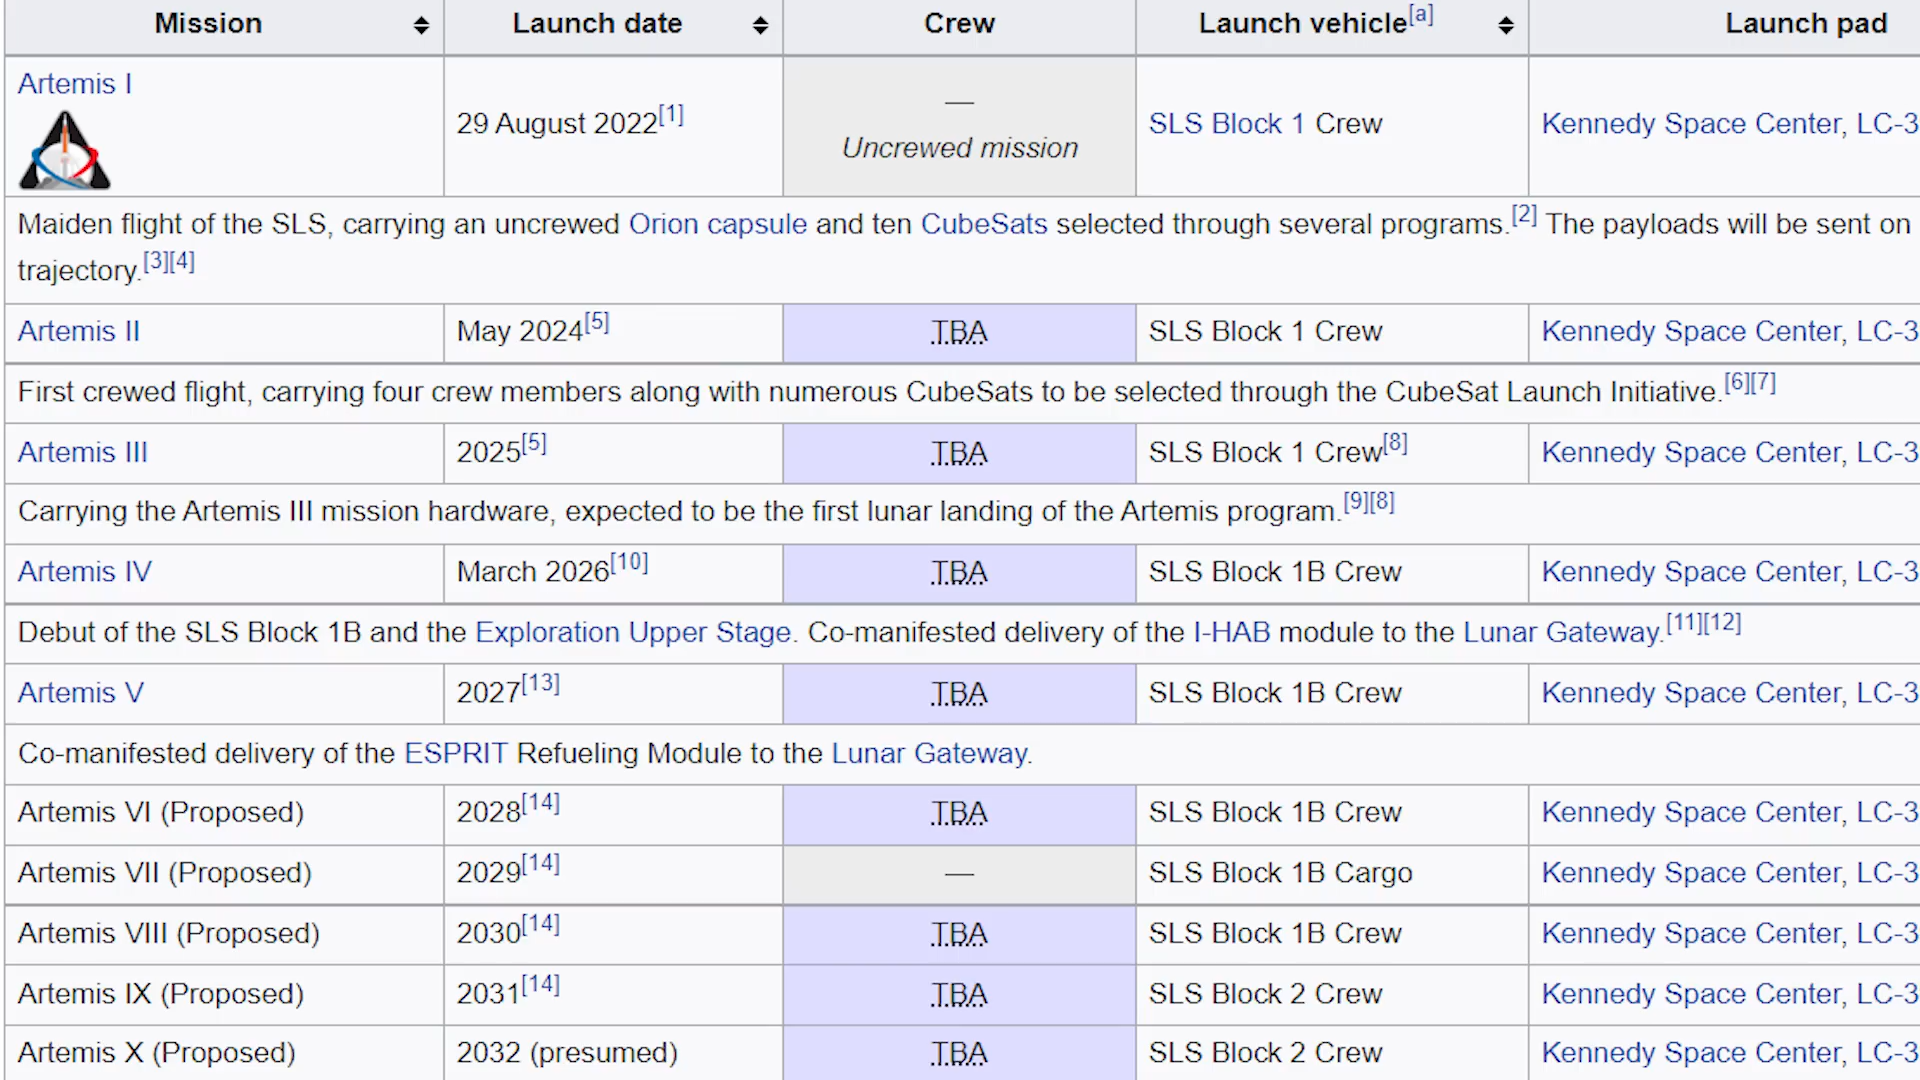 Mission Launch date Crew Launch vehicle[a] Launch pad
Artemis I
29 August 2022[1]
—
Uncrewed mission
SLS Block 1 Crew
Kennedy Space Center, LC-3
Maiden flight of the SLS, carrying an uncrewed Orion capsule and ten CubeSats selected through several programs.[2] The payloads will be sent on
trajectory.[3][4]
Artemis II May 2024[5] TBA SLS Block 1 Crew Kennedy Space Center, LC-3
First crewed flight, carrying four crew members along with numerous CubeSats to be selected through the CubeSat Launch Initiative.[6][7]
Artemis III 2025[5] TBA SLS Block 1 Crew[8] Kennedy Space Center, LC-3
Carrying the Artemis III mission hardware, expected to be the first lunar landing of the Artemis program.[9][8]
Artemis IV March 2026[10] TBA SLS Block 1B Crew Kennedy Space Center, LC-3
Debut of the SLS Block 1B and the Exploration Upper Stage. Co-manifested delivery of the I-HAB module to the Lunar Gateway.[11][12]
Artemis V 2027[13] TBA SLS Block 1B Crew Kennedy Space Center, LC-3
Co-manifested delivery of the ESPRIT Refueling Module to the Lunar Gateway.
Artemis VI (Proposed) 2028[14] TBA SLS Block 1B Crew Kennedy Space Center, LC-3
Artemis VII (Proposed) 2029[14] — SLS Block 1B Cargo Kennedy Space Center, LC-3
Artemis VIII (Proposed) 2030[14] TBA SLS Block 1B Crew Kennedy Space Center, LC-3
Artemis IX (Proposed) 2031[14] TBA SLS Block 2 Crew Kennedy Space Center, LC-3
Artemis X (Proposed) 2032 (presumed) TBA SLS Block 2 Crew Kennedy Space Center, LC-3